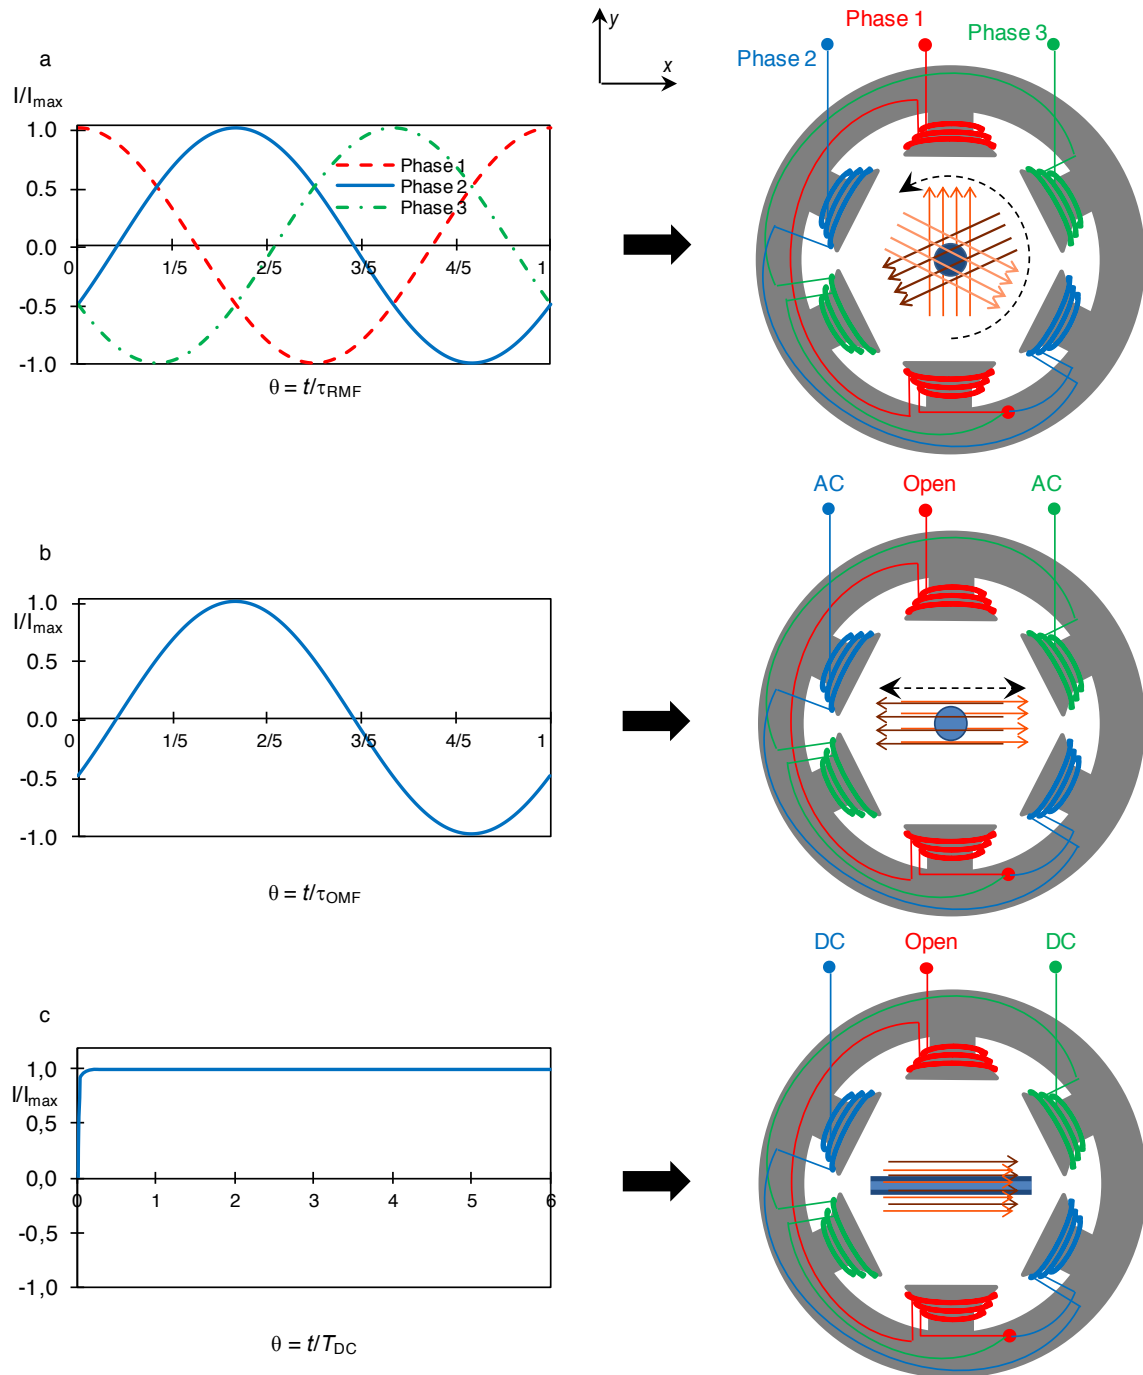 a
I/Imax
1.0
0.5
0.0
-0.5
-1.0
0 1/5 2/5 3/5 4/5 1
Phase 1
Phase 2
Phase 3
θ = t/τRMF
y
x
Phase 1
Phase 2
Phase 3
b
I/Imax
1.0
0.5
0.0
-0.5
-1.0
0 1/5 2/5 3/5 4/5 1
θ = t/τOMF
AC Open AC
c
I/Imax
1,0
0,5
0,0
-0,5
-1,0
0 1 2 3 4 5 6
θ = t/TDC
DC Open DC